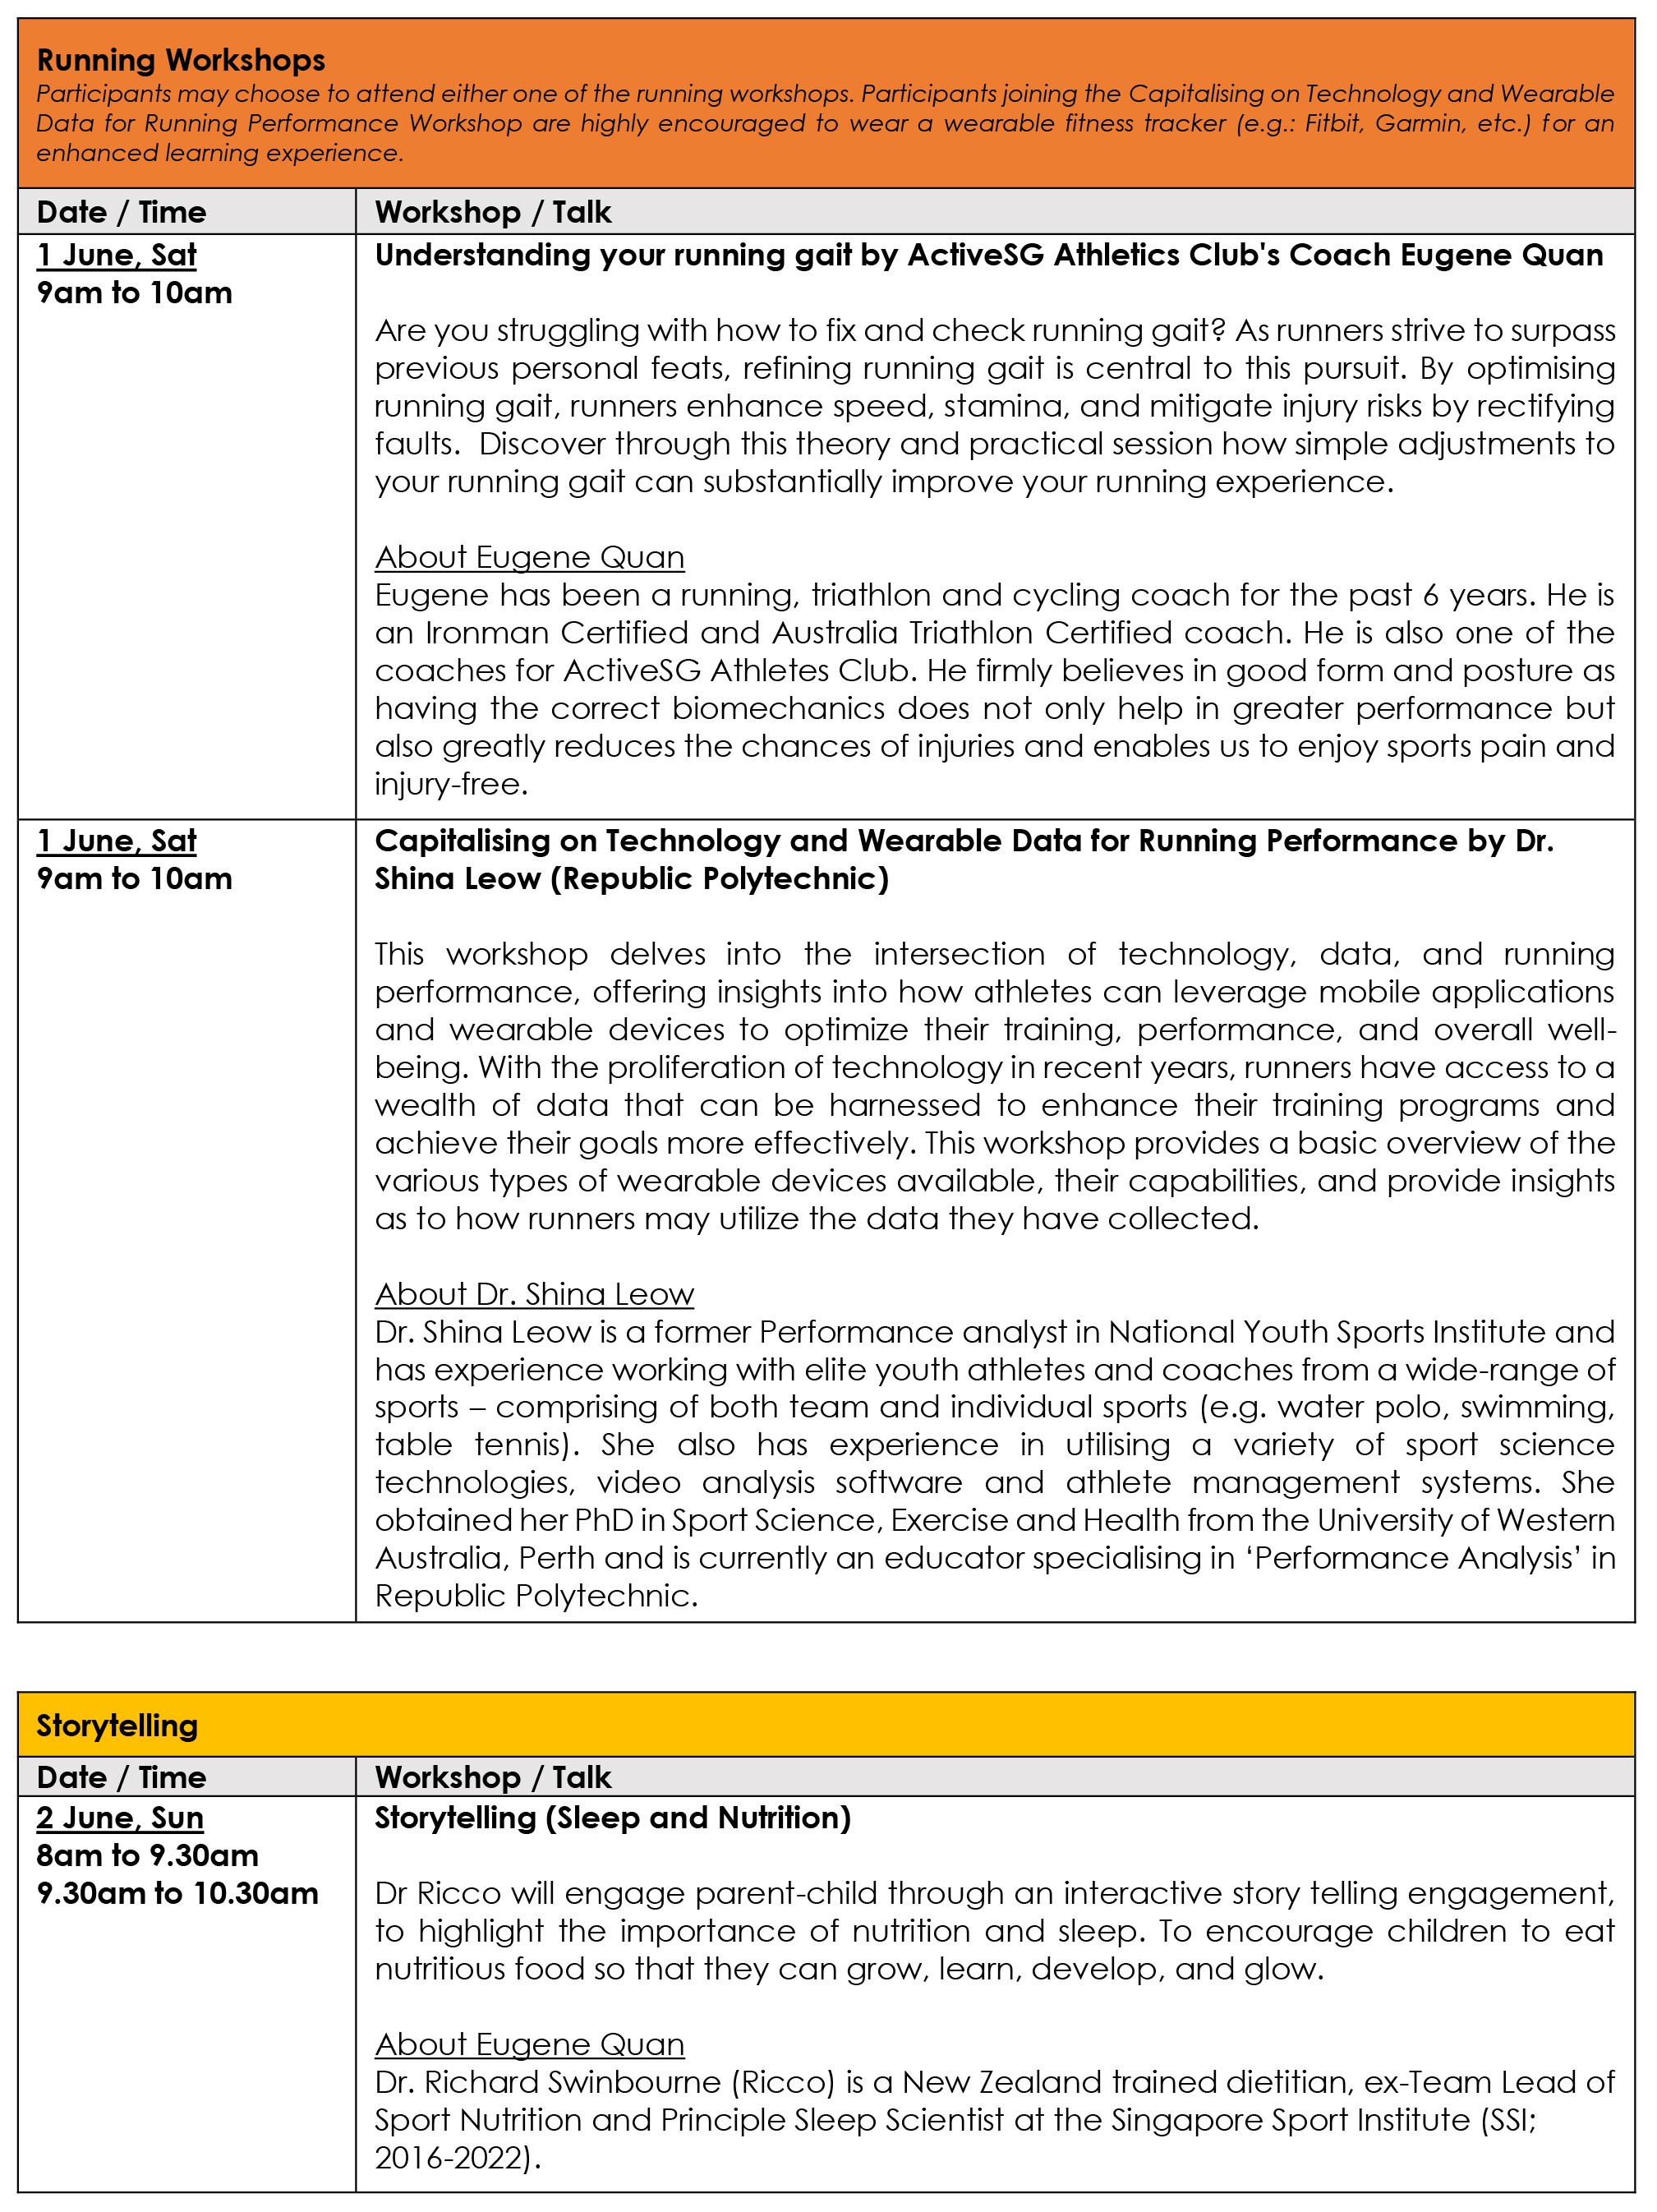 Running Workshops
Participants may choose to attend either one of the running workshops. Participants joining the Capitalising on Technology and Wearable
Data for Running Performance Workshop are highly encouraged to wear a wearable fitness tracker (e.g.: Fitbit, Garmin, etc.) for an
enhanced learning experience.
Date / Time
Workshop / Talk
1 June, Sat
9am to 10am
Understanding your running gait by ActiveSG Athletics Club's Coach Eugene Quan
Are you struggling with how to fix and check running gait? As runners strive to surpass
previous personal feats, refining running gait is central to this pursuit. By optimising
running gait, runners enhance speed, stamina, and mitigate injury risks by rectifying
faults.  Discover through this theory and practical session how simple adjustments to
your running gait can substantially improve your running experience.
About Eugene Quan
Eugene has been a running, triathlon and cycling coach for the past 6 years. He is
an Ironman Certified and Australia Triathlon Certified coach. He is also one of the
coaches for ActiveSG Athletes Club. He firmly believes in good form and posture as
having the correct biomechanics does not only help in greater performance but
also greatly reduces the chances of injuries and enables us to enjoy sports pain and
injury-free.
1 June, Sat
9am to 10am
Capitalising on Technology and Wearable Data for Running Performance by Dr.
Shina Leow (Republic Polytechnic)
This workshop delves into the intersection of technology, data, and running
performance, offering insights into how athletes can leverage mobile applications
and wearable devices to optimize their training, performance, and overall well-
being. With the proliferation of technology in recent years, runners have access to a
wealth of data that can be harnessed to enhance their training programs and
achieve their goals more effectively. This workshop provides a basic overview of the
various types of wearable devices available, their capabilities, and provide insights
as to how runners may utilize the data they have collected.
About Dr. Shina Leow
Dr. Shina Leow is a former Performance analyst in National Youth Sports Institute and
has experience working with elite youth athletes and coaches from a wide-range of
sports – comprising of both team and individual sports (e.g. water polo, swimming,
table tennis). She also has experience in utilising a variety of sport science
technologies, video analysis software and athlete management systems. She
obtained her PhD in Sport Science, Exercise and Health from the University of Western
Australia, Perth and is currently an educator specialising in ‘Performance Analysis’ in
Republic Polytechnic.
Storytelling
Date / Time
Workshop / Talk
2 June, Sun
8am to 9.30am
9.30am to 10.30am
Storytelling (Sleep and Nutrition)
Dr Ricco will engage parent-child through an interactive story telling engagement,
to highlight the importance of nutrition and sleep. To encourage children to eat
nutritious food so that they can grow, learn, develop, and glow.
About Eugene Quan
Dr. Richard Swinbourne (Ricco) is a New Zealand trained dietitian, ex-Team Lead of
Sport Nutrition and Principle Sleep Scientist at the Singapore Sport Institute (SSI;
2016-2022).